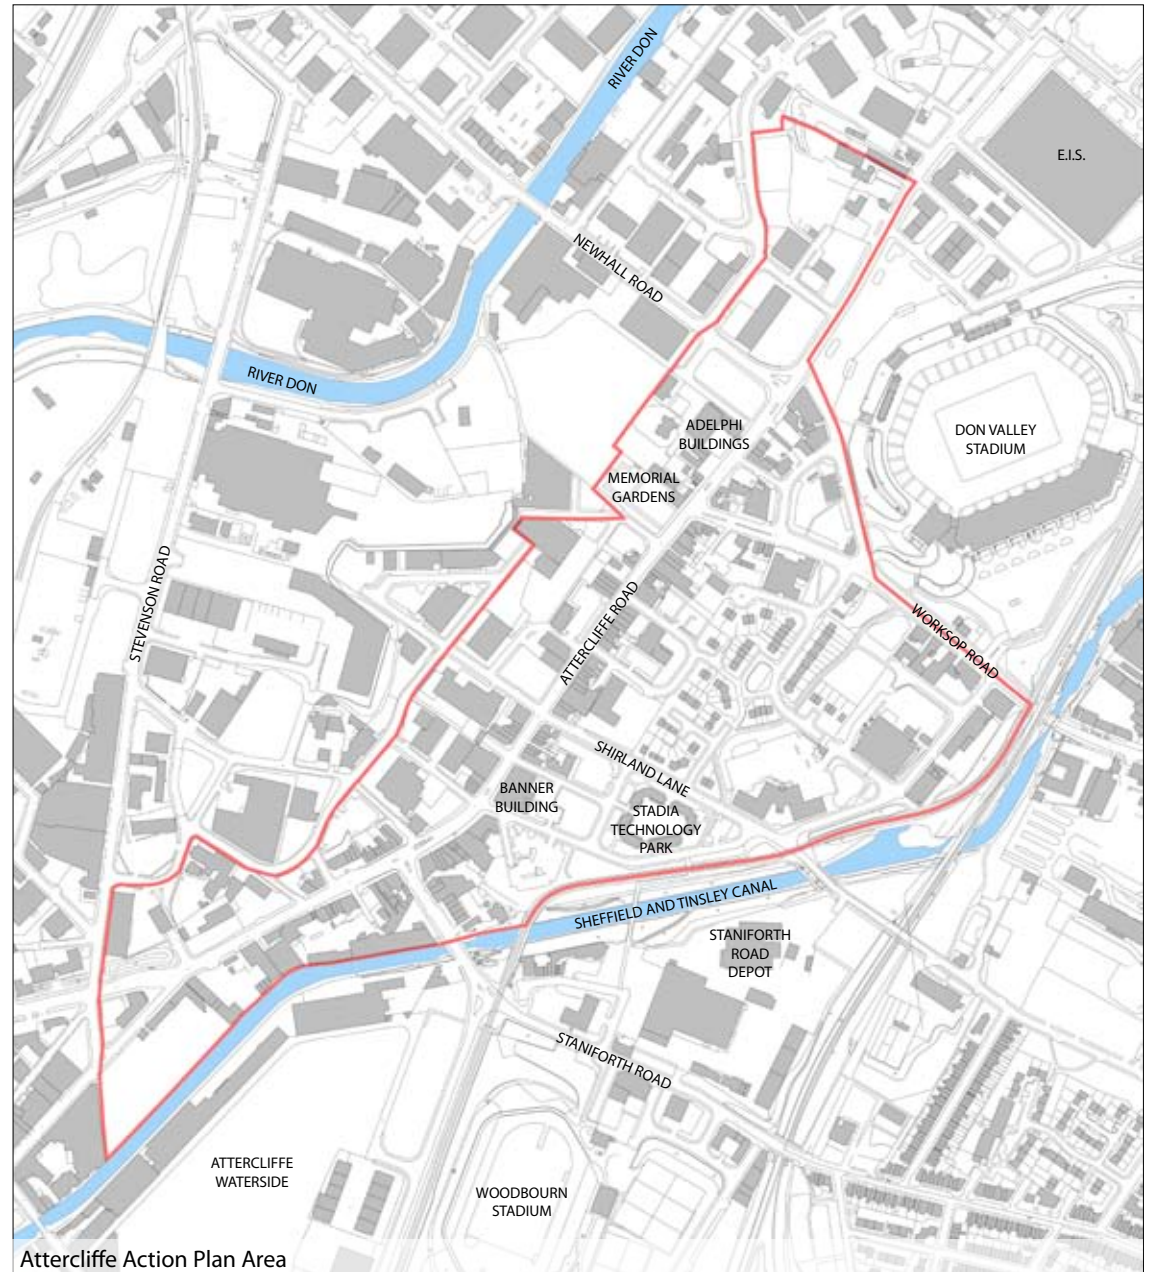 RIVER DON
E.I.S.
NEWHALL ROAD
RIVER DON
ADELPHI
BUILDINGS
DON VALLEY
STADIUM
MEMORIAL
GARDENS
STEVENSON ROAD
ATTERCLIFFE ROAD
WORKSOP ROAD
SHIRLAND LANE
BANNER
BUILDING
STADIA
TECHNOLOGY
PARK
SHEFFIELD AND TINSLEY CANAL
STANIFORTH
ROAD
DEPOT
STANIFORTH ROAD
ATTERCLIFFE
WATERSIDE
WOODBOURN
STADIUM
Attercliffe Action Plan Area